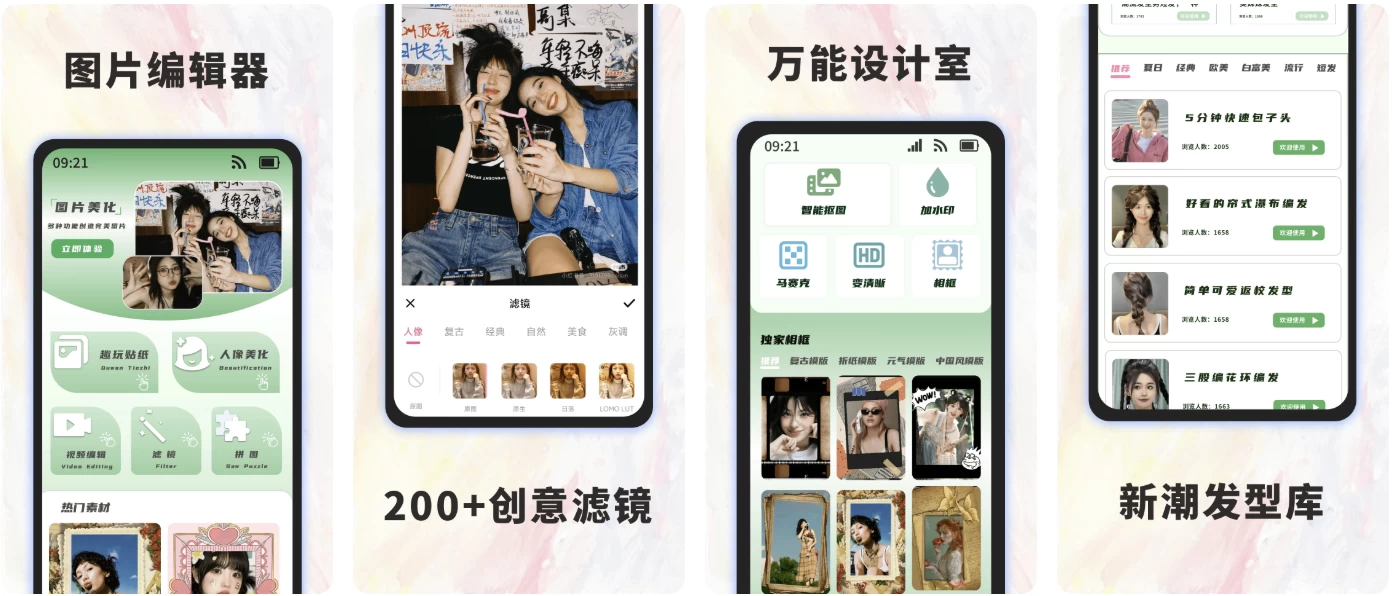 图片编辑器
09:21
图片美化
多种功能创造完美图片
立即体验
趣玩贴纸
人像美化
Beautification
视频编辑
Video Editing
滤镜
Filter
拼图
热门素材
滤镜
人像
复古
经典
自然
美食
灰调
原图
原生
日落
LOMO LUT
200+创意滤镜
万能设计室
09:21
智能抠图
加水印
马赛克
HD
变清晰
相框
独家相框
推荐
复古模版
折纸模版
元气模版
中国风模版
WOW!
推荐
夏日
经典
欧美
白富美
流行
短发
5分钟快速包子头
浏览人数：2095
欢迎使用
好看的帘式瀑布编发
浏览人数：1658
欢迎使用
简单可爱返校发型
浏览人数：1658
欢迎使用
三股编花环编发
浏览人数：1663
欢迎使用
新潮发型库